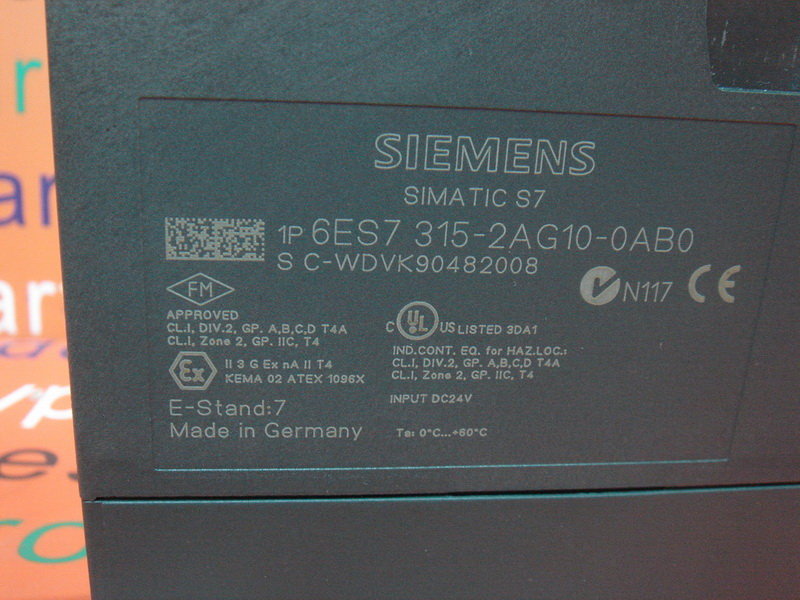 SIEMENS
SIMATIC S7
1P 6ES7 315-2AG10-0AB0
S C-WDVK90482008
N117 CE
FM
APPROVED
CL.I, DIV.2, GP. A,B,C,D T4A
CL.I, Zone 2, GP. IIC, T4
C UL US LISTED 3DA1
IND.CONT. EQ. for HAZ.LOC.:
CL.I, DIV.2, GP. A,B,C,D T4A
CL.I, Zone 2, GP. IIC, T4
Ex II 3 G Ex nA II T4
KEMA 02 ATEX 1096X
INPUT DC24V
E-Stand:7
Made in Germany
Ta: 0°C...+60°C